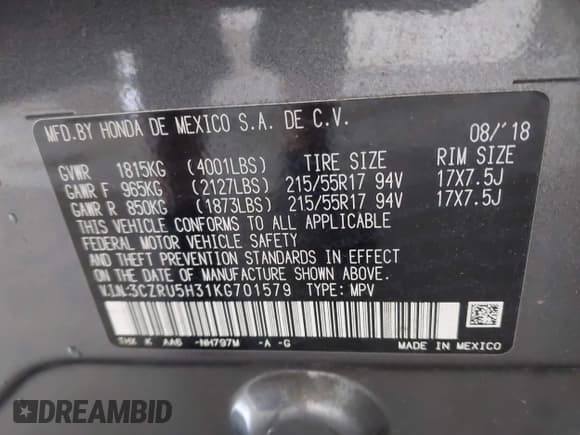 MFD.BY HONDA DE MEXICO S.A. DE C.V. 08/'18
GVWR 1815KG (4001LBS) TIRE SIZE RIM SIZE
GAWR F 965KG (2127LBS) 215/55R17 94V 17X7.5J
GAWR R 850KG (1873LBS) 215/55R17 94V 17X7.5J
THIS VEHICLE CONFORMS TO ALL APPLICABLE
FEDERAL MOTOR VEHICLE SAFETY
AND THEFT PREVENTION STANDARDS IN EFFECT
ON THE DATE OF MANUFACTURE SHOWN ABOVE.
V.I.N:3CZRU5H31KG701579 TYPE: MPV
THX K AA6 -NH797M -A -G MADE IN MEXICO
DREAMBID